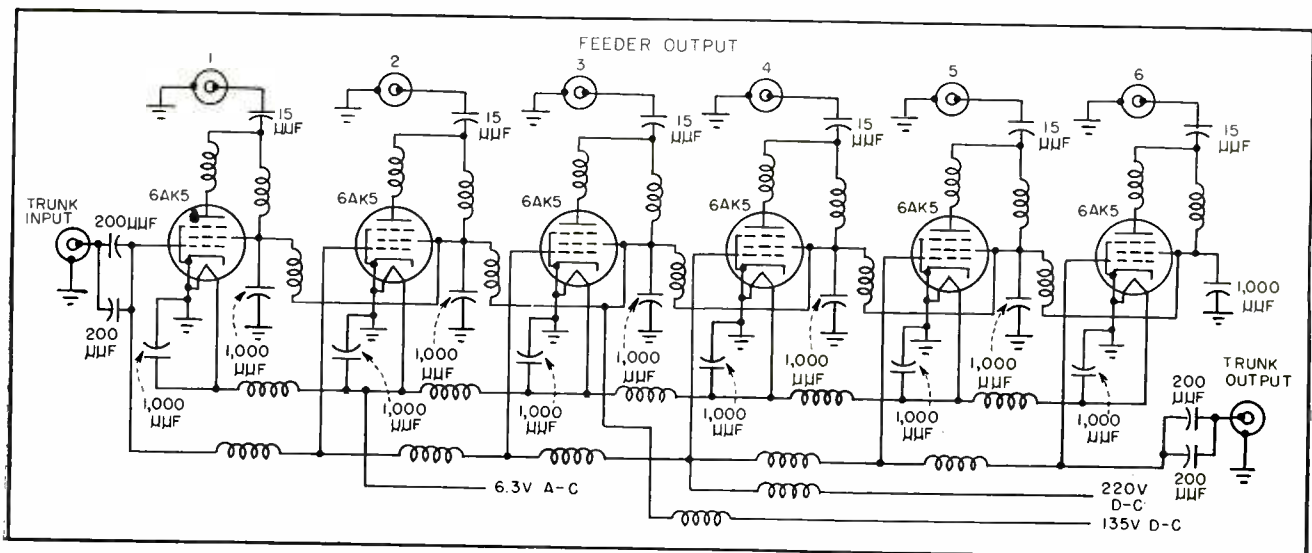 FEEDER OUTPUT
1
2
3
4
5
6
15
μμF
15
μμF
15
μμF
15
μμF
15
μμF
15
μμF
6AK5
6AK5
6AK5
6AK5
6AK5
6AK5
TRUNK
INPUT
200μμF
200
μμF
1,000
μμF
1,000
μμF
1,000
μμF
1,000
μμF
1,000
μμF
1,000
μμF
1,000
μμF
1,000
μμF
1,000
μμF
1,000
μμF
1,000
μμF
1,000
μμF
TRUNK
OUTPUT
200
μμF
200
μμF
6.3V A-C
220V
D-C
135V D-C